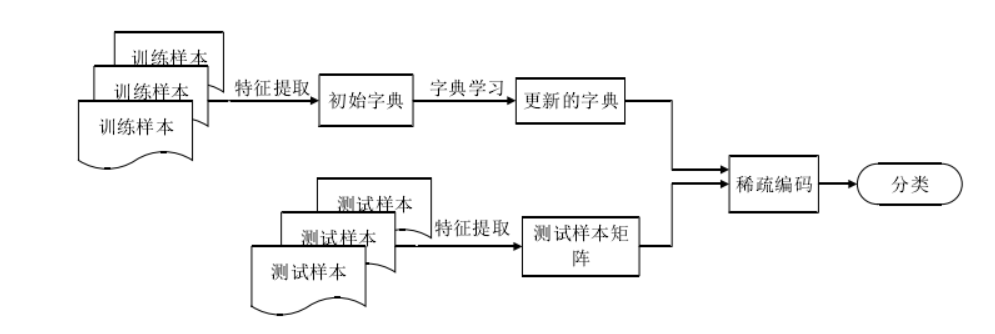 训练样本
训练样本
训练样本
特征提取
初始字典
字典学习
更新的字典
测试样本
测试样本
测试样本
特征提取
测试样本矩
阵
稀疏编码
分类